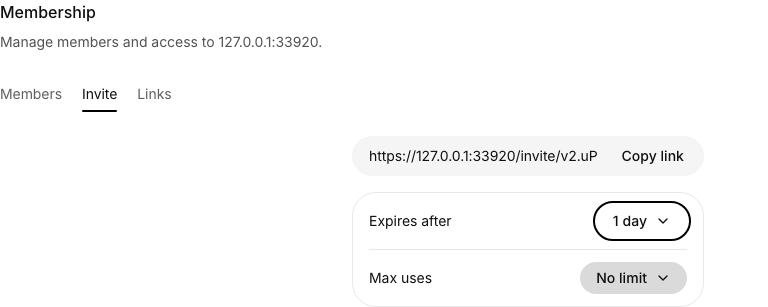 Membership
Manage members and access to 127.0.0.1:33920.
Members Invite Links
https://127.0.0.1:33920/invite/v2.uP Copy link
Expires after 1 day
Max uses No limit